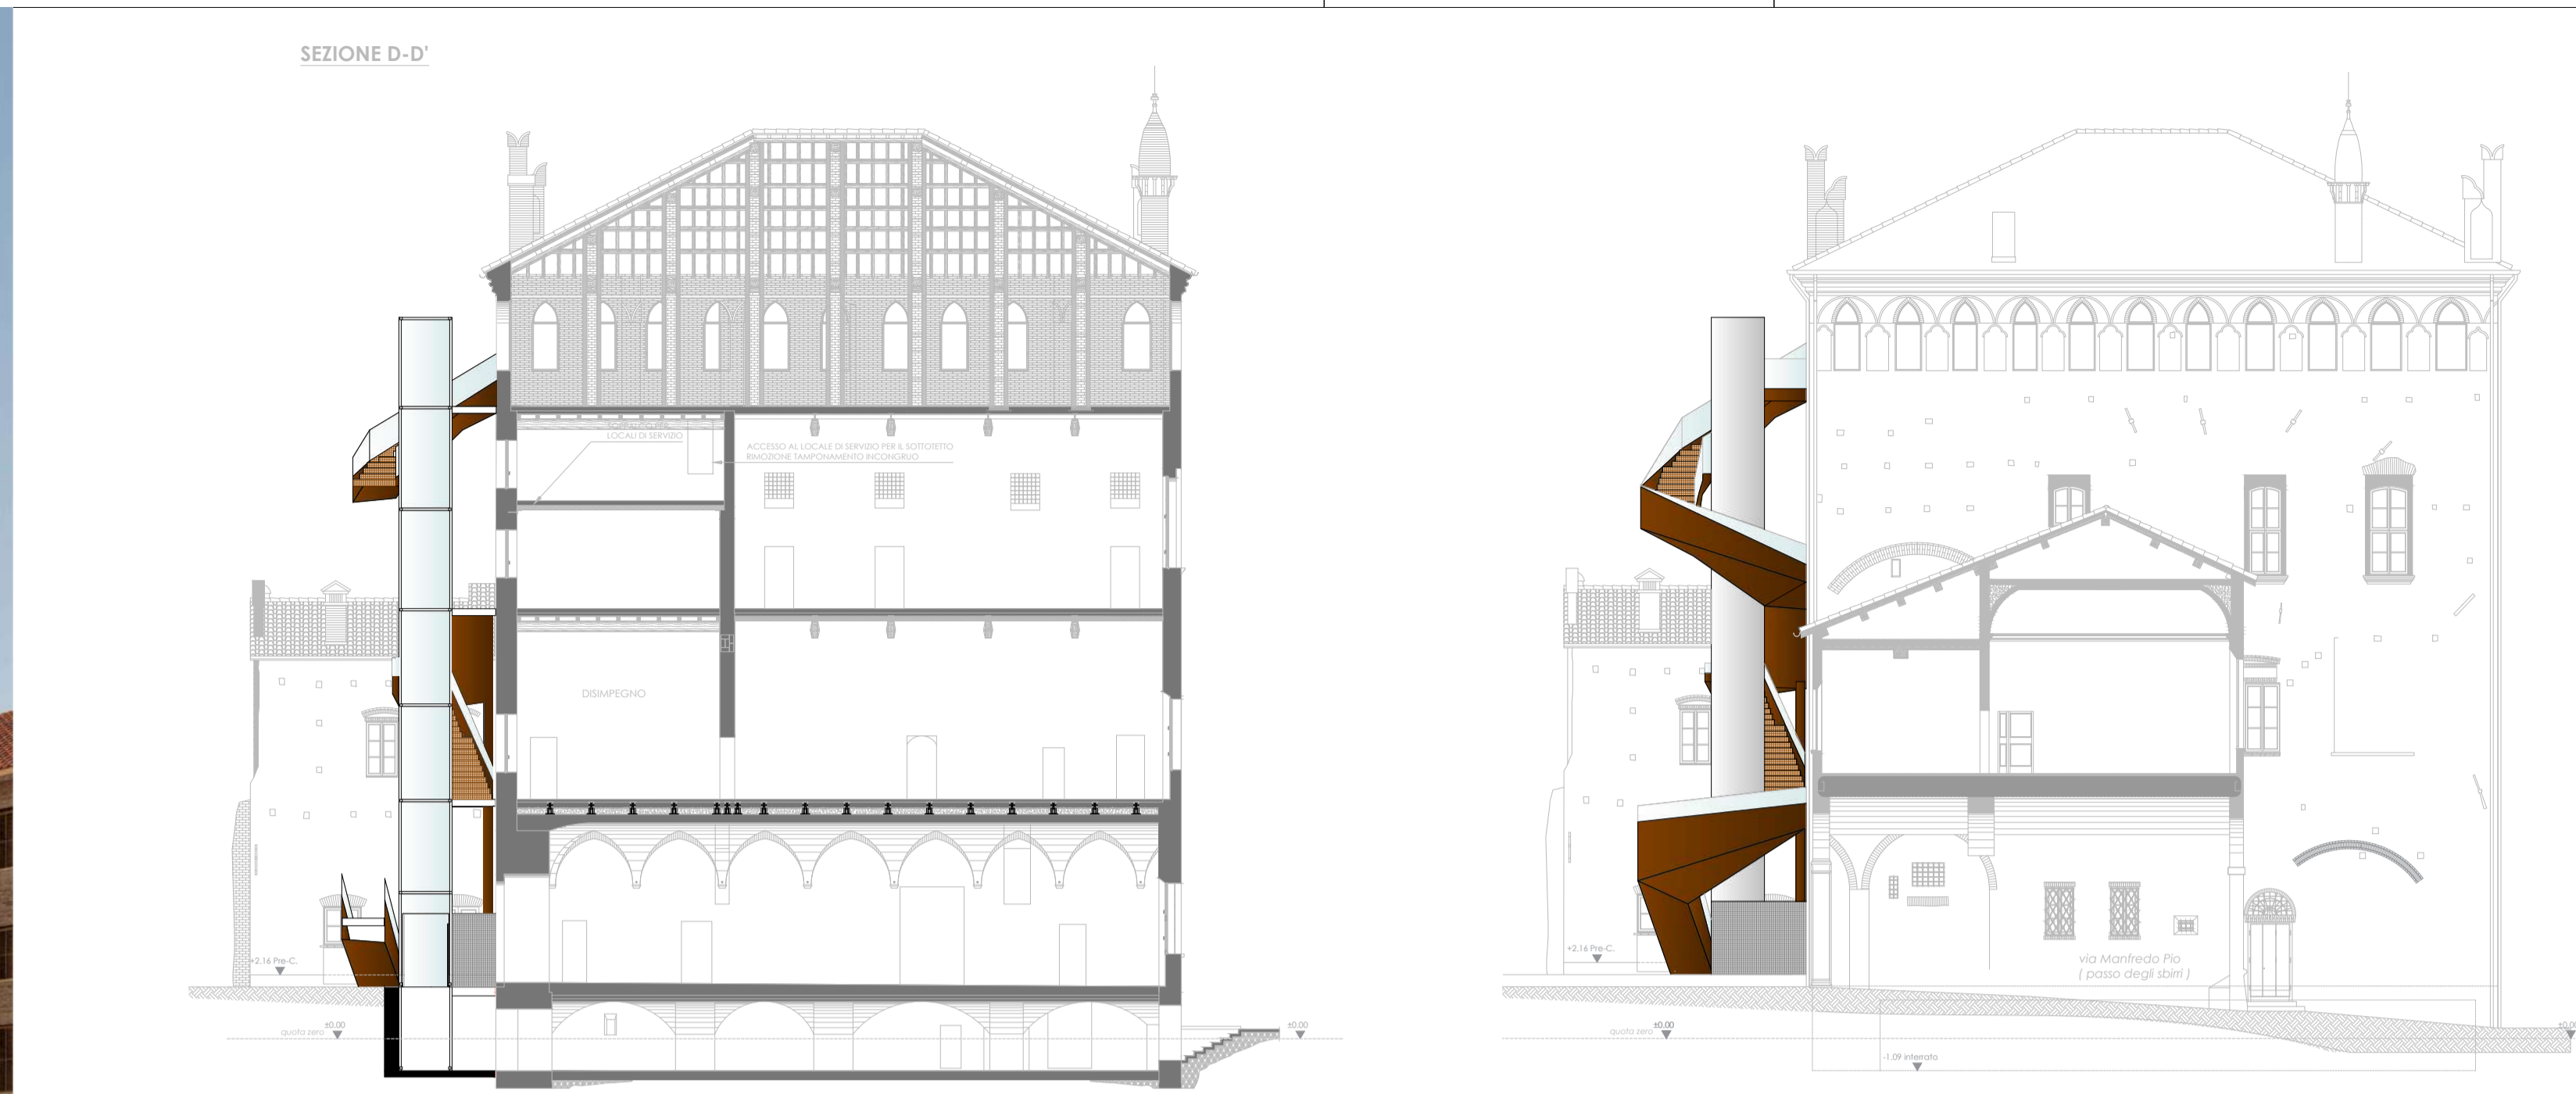 SEZIONE D-D'
LOCALI DI SERVIZIO
ACCESSO AL LOCALE DI SERVIZIO PER IL SOTTOTETTO
RIMOZIONE TAMPONAMENTO INCONGRUO
DISIMPEGNO
+2.16 Pre-C.
quota zero
±0.00
±0.00
+2.16 Pre-C.
via Manfredo Pio
( passo degli sbirri )
quota zero
±0.00
-1,09 interrato